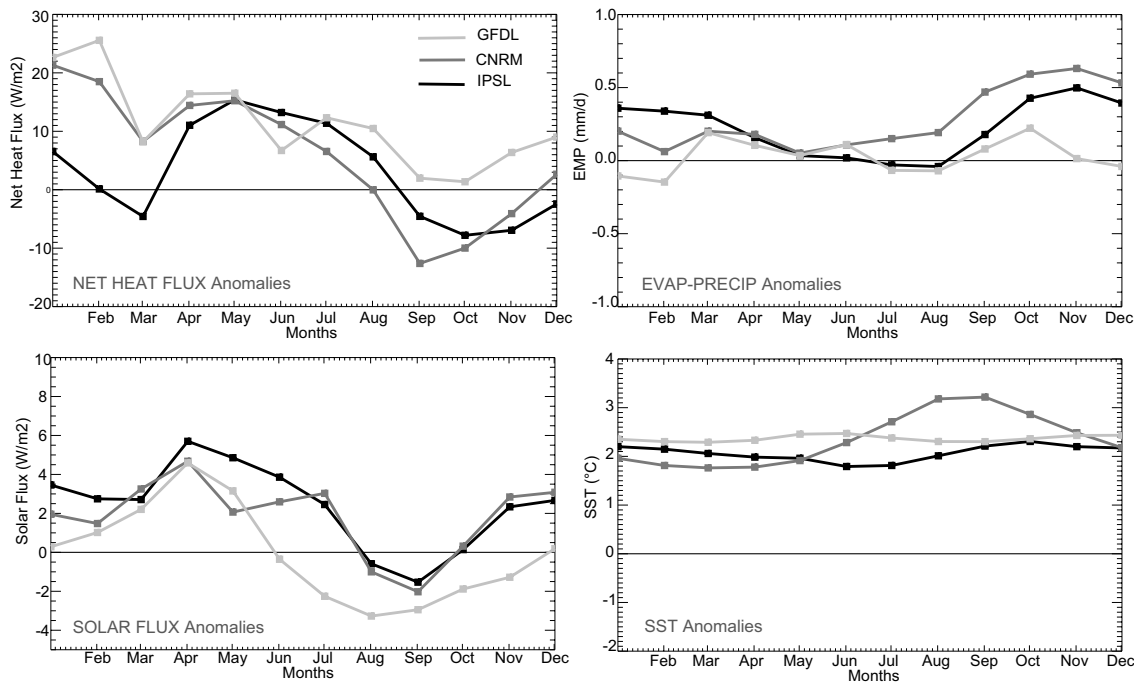 30
20
10
0
-10
-20
Net Heat Flux (W/m2)
GFDL
CNRM
IPSL
NET HEAT FLUX Anomalies
Feb Mar Apr May Jun Jul Aug Sep Oct Nov Dec
Months
1.0
0.5
0.0
-0.5
-1.0
EMP (mm/d)
EVAP-PRECIP Anomalies
Feb Mar Apr May Jun Jul Aug Sep Oct Nov Dec
Months
10
8
6
4
2
0
-2
-4
Solar Flux (W/m2)
SOLAR FLUX Anomalies
Feb Mar Apr May Jun Jul Aug Sep Oct Nov Dec
Months
4
3
2
1
0
-1
-2
SST (°C)
SST Anomalies
Feb Mar Apr May Jun Jul Aug Sep Oct Nov Dec
Months